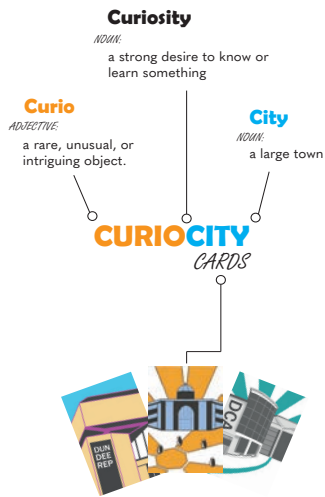 Curiosity
NOUN:
a strong desire to know or
learn something
Curio
ADJECTIVE:
a rare, unusual, or
intriguing object.
City
NOUN:
a large town
CURIOCITY
CARDS
DUN
DEE
REP
DCA